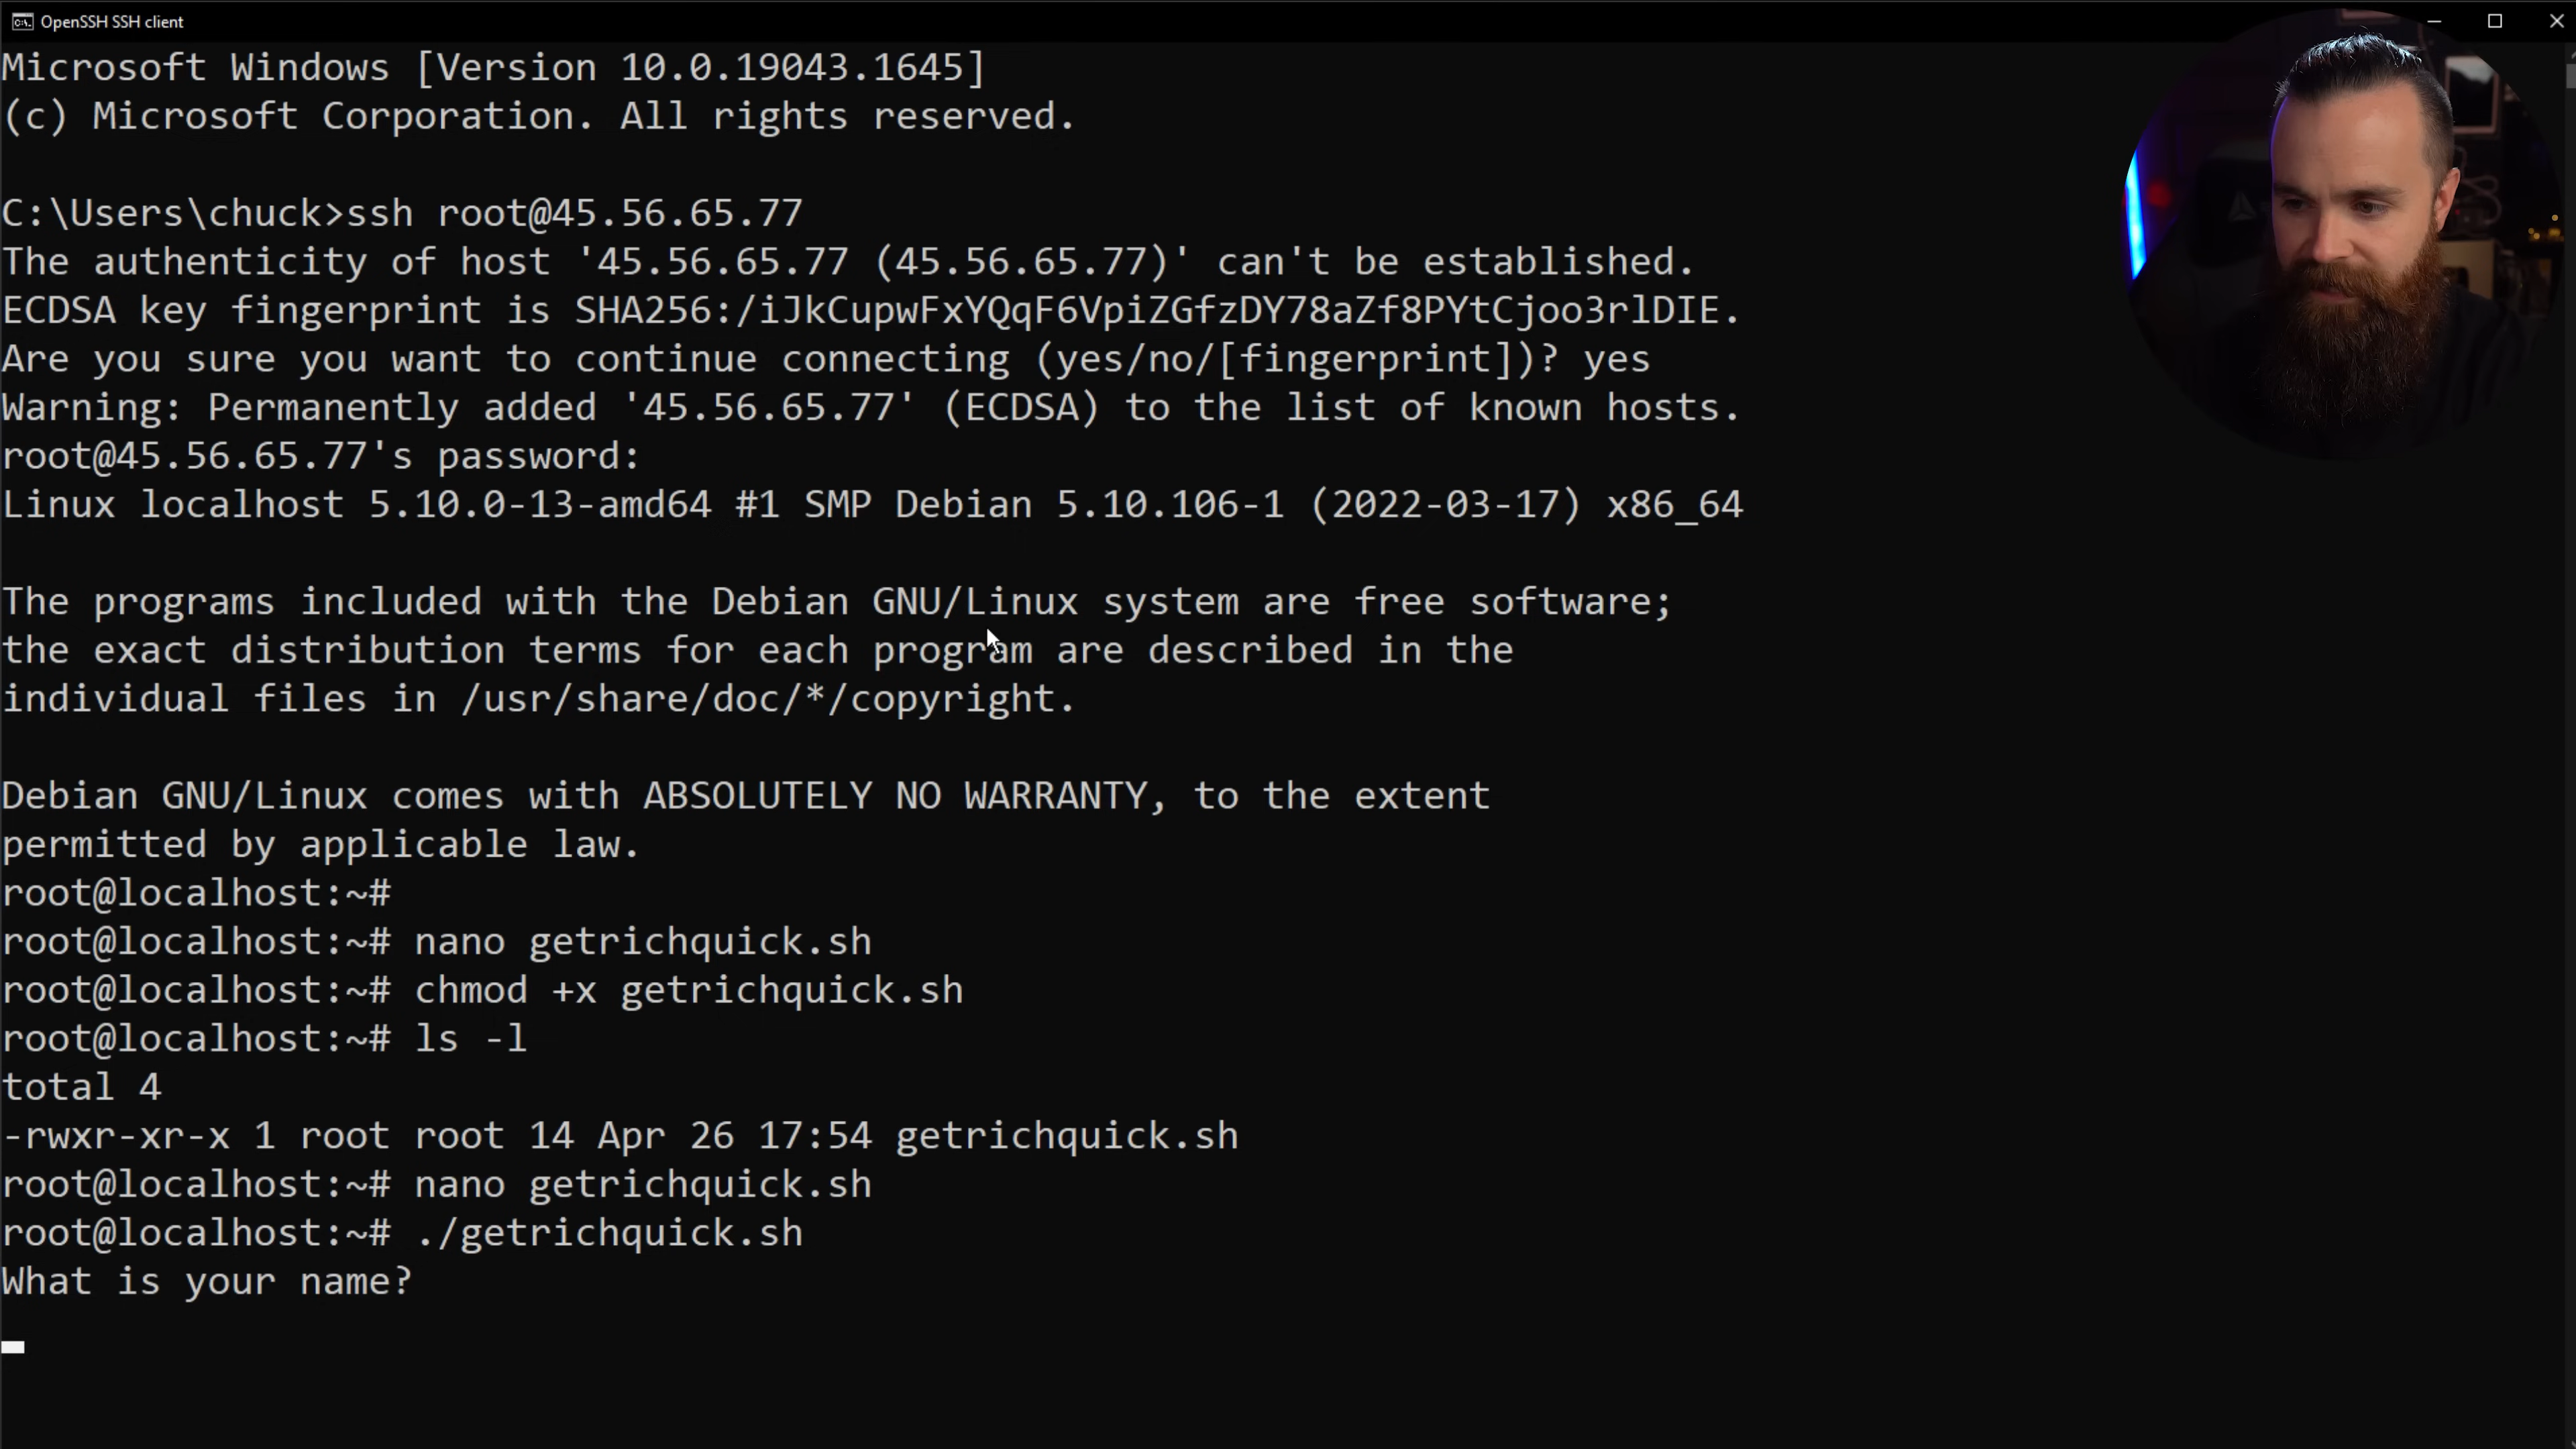 OpenSSH SSH client
Microsoft Windows [Version 10.0.19043.1645]
(c) Microsoft Corporation. All rights reserved.
C:\Users\chuck>ssh root@45.56.65.77
The authenticity of host '45.56.65.77 (45.56.65.77)' can't be established.
ECDSA key fingerprint is SHA256:/iJkCupwFxYQqF6VpiZGfzDY78aZf8PYtCjoo3rlDIE.
Are you sure you want to continue connecting (yes/no/[fingerprint])? yes
Warning: Permanently added '45.56.65.77' (ECDSA) to the list of known hosts.
root@45.56.65.77's password:
Linux localhost 5.10.0-13-amd64 #1 SMP Debian 5.10.106-1 (2022-03-17) x86_64
The programs included with the Debian GNU/Linux system are free software;
the exact distribution terms for each program are described in the
individual files in /usr/share/doc/*/copyright.
Debian GNU/Linux comes with ABSOLUTELY NO WARRANTY, to the extent
permitted by applicable law.
root@localhost:~#
root@localhost:~# nano getrichquick.sh
root@localhost:~# chmod +x getrichquick.sh
root@localhost:~# ls -l
total 4
-rwxr-xr-x 1 root root 14 Apr 26 17:54 getrichquick.sh
root@localhost:~# nano getrichquick.sh
root@localhost:~# ./getrichquick.sh
What is your name?